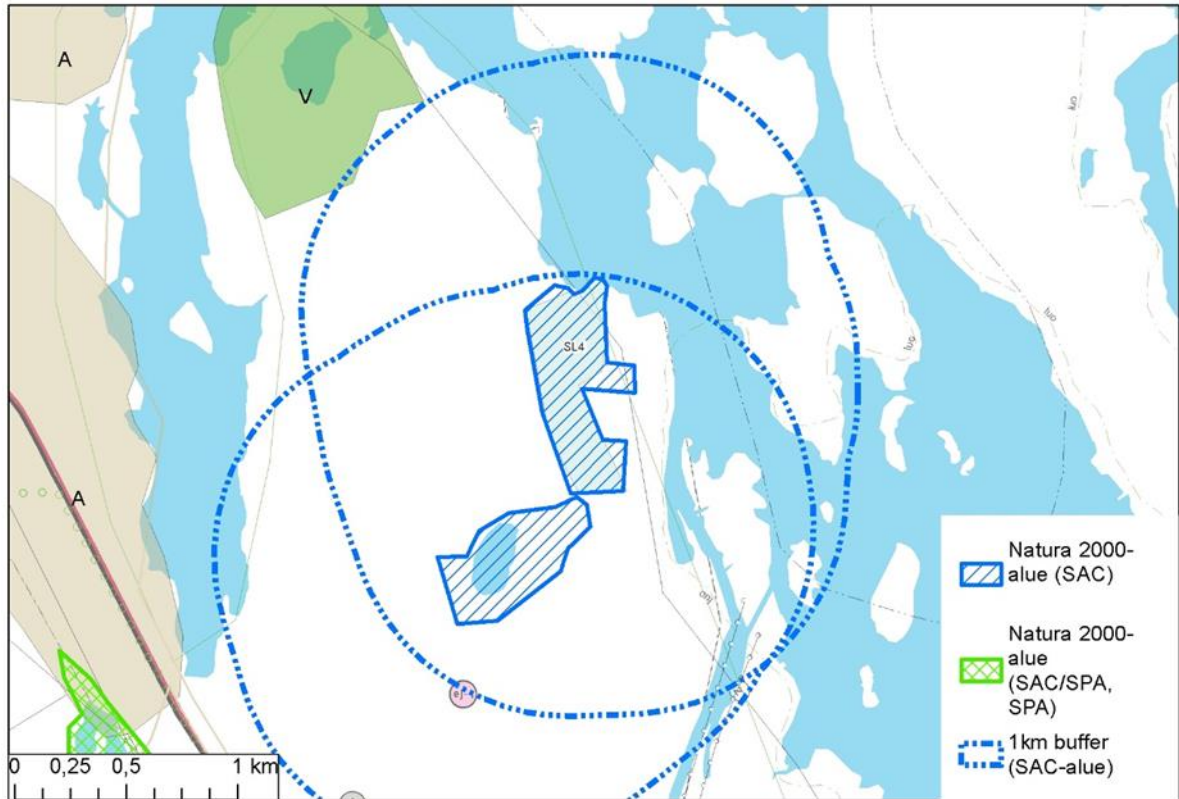 A
V
SL4
A
ej-
Natura 2000-
alue (SAC)
Natura 2000-
alue
(SAC/SPA,
SPA)
1km buffer
(SAC-alue)
0 0,25 0,5 1 km